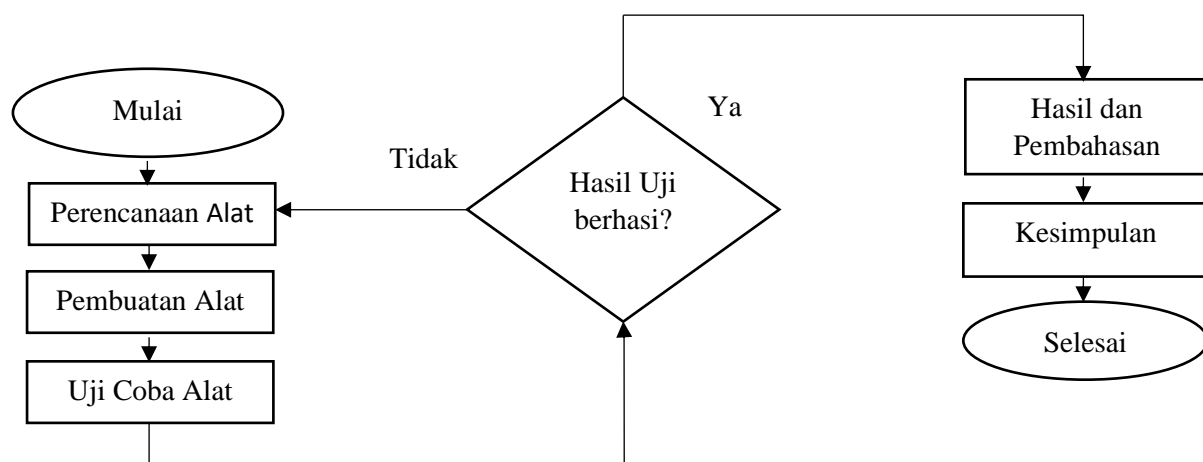 Mulai
Perencanaan Alat
Pembuatan Alat
Uji Coba Alat
Tidak
Hasil Uji
berhasi?
Ya
Hasil dan
Pembahasan
Kesimpulan
Selesai